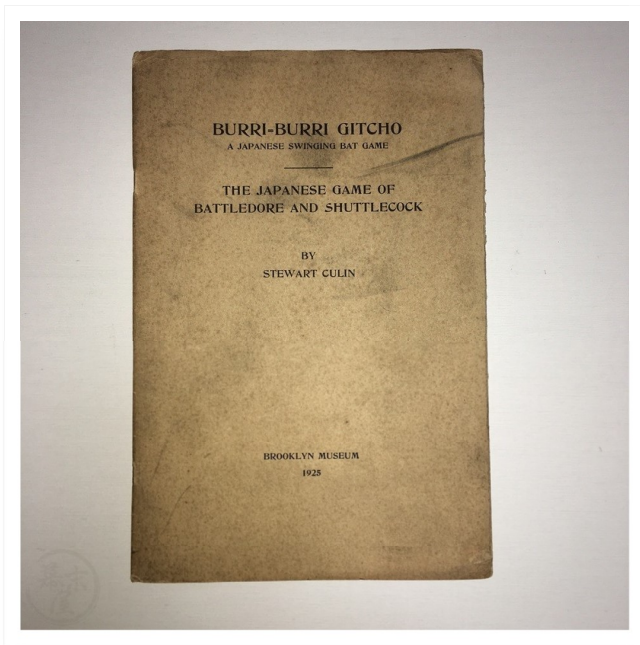 BURRI-BURRI GITCHO
A JAPANESE SWINGING BAT GAME
THE JAPANESE GAME OF
BATTLEDORE AND SHUTTLECOCK
BY
STEWART CULIN
BROOKLYN MUSEUM
1925